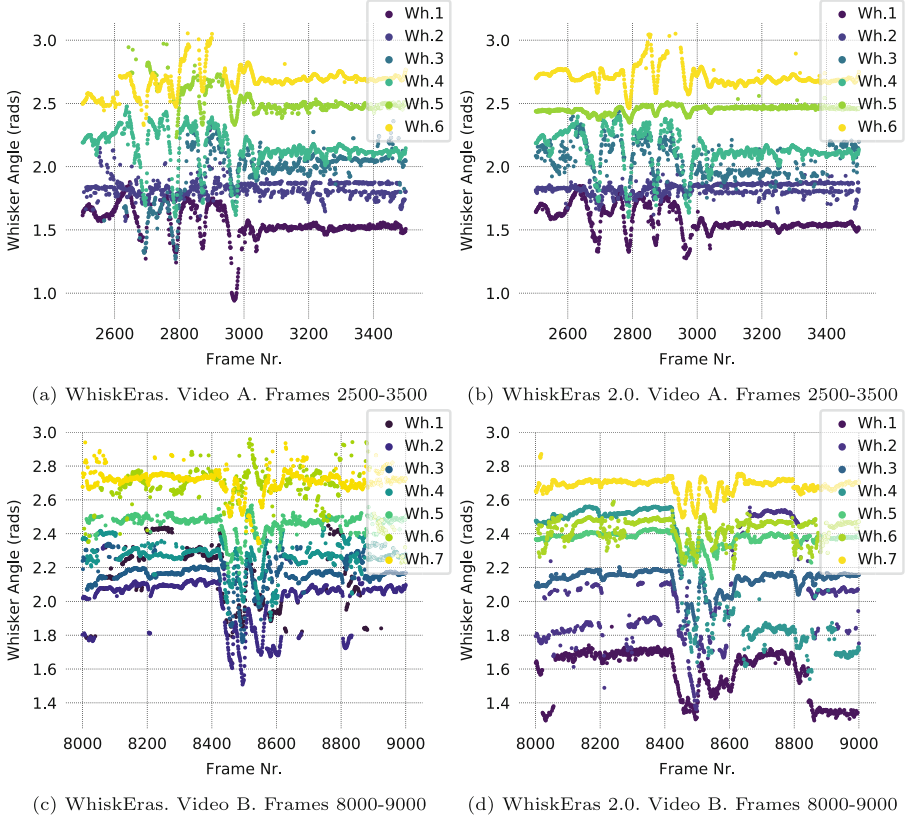 Wh.1
Wh.2
Wh.3
Wh.4
Wh.5
Wh.6
3.0
2.5
2.0
1.5
1.0
Whisker Angle (rads)
2600 2800 3000 3200 3400
Frame Nr.
(a) WhiskEras. Video A. Frames 2500-3500
Wh.1
Wh.2
Wh.3
Wh.4
Wh.5
Wh.6
3.0
2.5
2.0
1.5
1.0
Whisker Angle (rads)
2600 2800 3000 3200 3400
Frame Nr.
(b) WhiskEras 2.0. Video A. Frames 2500-3500
Wh.1
Wh.2
Wh.3
Wh.4
Wh.5
Wh.6
Wh.7
3.0
2.8
2.6
2.4
2.2
2.0
1.8
1.6
1.4
Whisker Angle (rads)
8000 8200 8400 8600 8800 9000
Frame Nr.
(c) WhiskEras. Video B. Frames 8000-9000
Wh.1
Wh.2
Wh.3
Wh.4
Wh.5
Wh.6
Wh.7
3.0
2.8
2.6
2.4
2.2
2.0
1.8
1.6
1.4
Whisker Angle (rads)
8000 8200 8400 8600 8800 9000
Frame Nr.
(d) WhiskEras 2.0. Video B. Frames 8000-9000